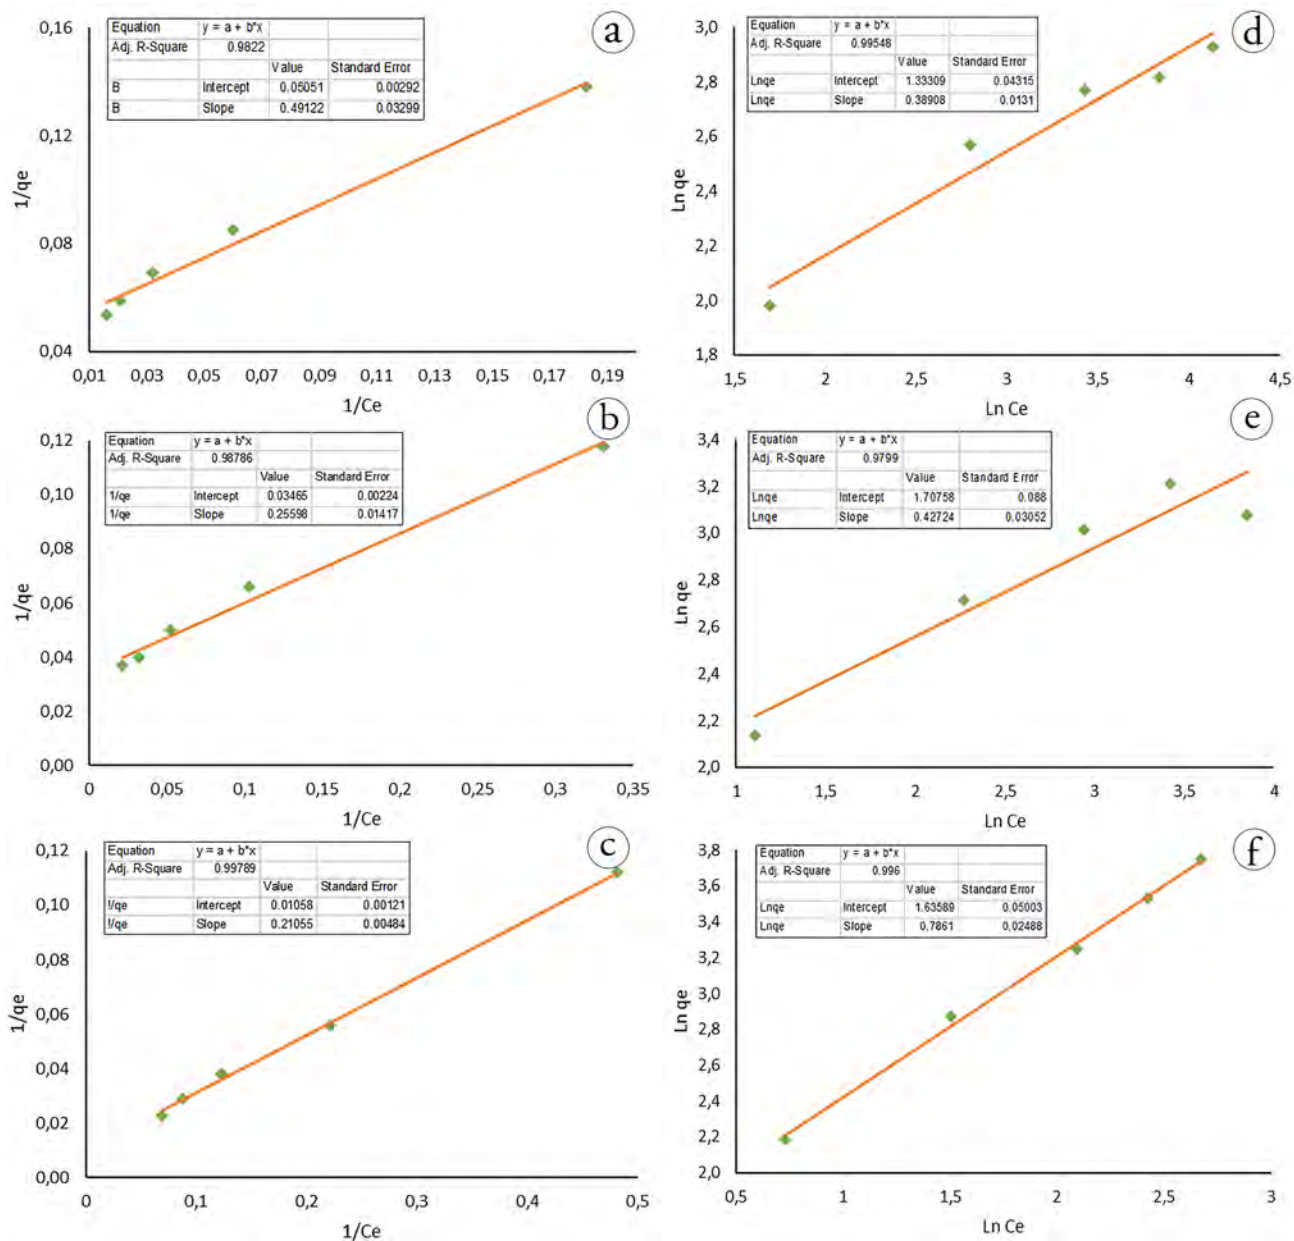 a
Equation y = a + b*x
Adj. R-Square 0.9822
Value Standard Error
B Intercept 0.05051 0.00292
B Slope 0.49122 0.03299
1/qe
0,16
0,12
0,08
0,04
0,01 0,03 0,05 0,07 0,09 0,11 0,13 0,15 0,17 0,19
1/Ce
d
Equation y = a + b*x
Adj. R-Square 0.99548
Value Standard Error
Lnqe Intercept 1.33309 0.04315
Lnqe Slope 0.38908 0.0131
Ln qe
3,0
2,8
2,6
2,4
2,2
2,0
1,8
1,5 2 2,5 3 3,5 4 4,5
Ln Ce
b
Equation y = a + b*x
Adj. R-Square 0.98786
Value Standard Error
1/qe Intercept 0.03465 0.00224
1/qe Slope 0.25598 0.01417
1/qe
0,12
0,10
0,08
0,06
0,04
0,02
0,00
0 0,05 0,1 0,15 0,2 0,25 0,3 0,35
1/Ce
e
Equation y = a + b*x
Adj. R-Square 0.9799
Value Standard Error
Lnqe Intercept 1.70758 0.088
Lnqe Slope 0.42724 0.03052
Ln qe
3,4
3,2
3,0
2,8
2,6
2,4
2,2
2,0
1 1,5 2 2,5 3 3,5 4
Ln Ce
c
Equation y = a + b*x
Adj. R-Square 0.99789
Value Standard Error
!/qe Intercept 0.01058 0.00121
!/qe Slope 0.21055 0.00484
1/qe
0,12
0,10
0,08
0,06
0,04
0,02
0,00
0 0,1 0,2 0,3 0,4 0,5
1/Ce
f
Equation y = a + b*x
Adj. R-Square 0.996
Value Standard Error
Lnqe Intercept 1.63589 0.05003
Lnqe Slope 0.7861 0.02488
Ln qe
3,8
3,6
3,4
3,2
3,0
2,8
2,6
2,4
2,2
2,0
0,5 1 1,5 2 2,5 3
Ln Ce